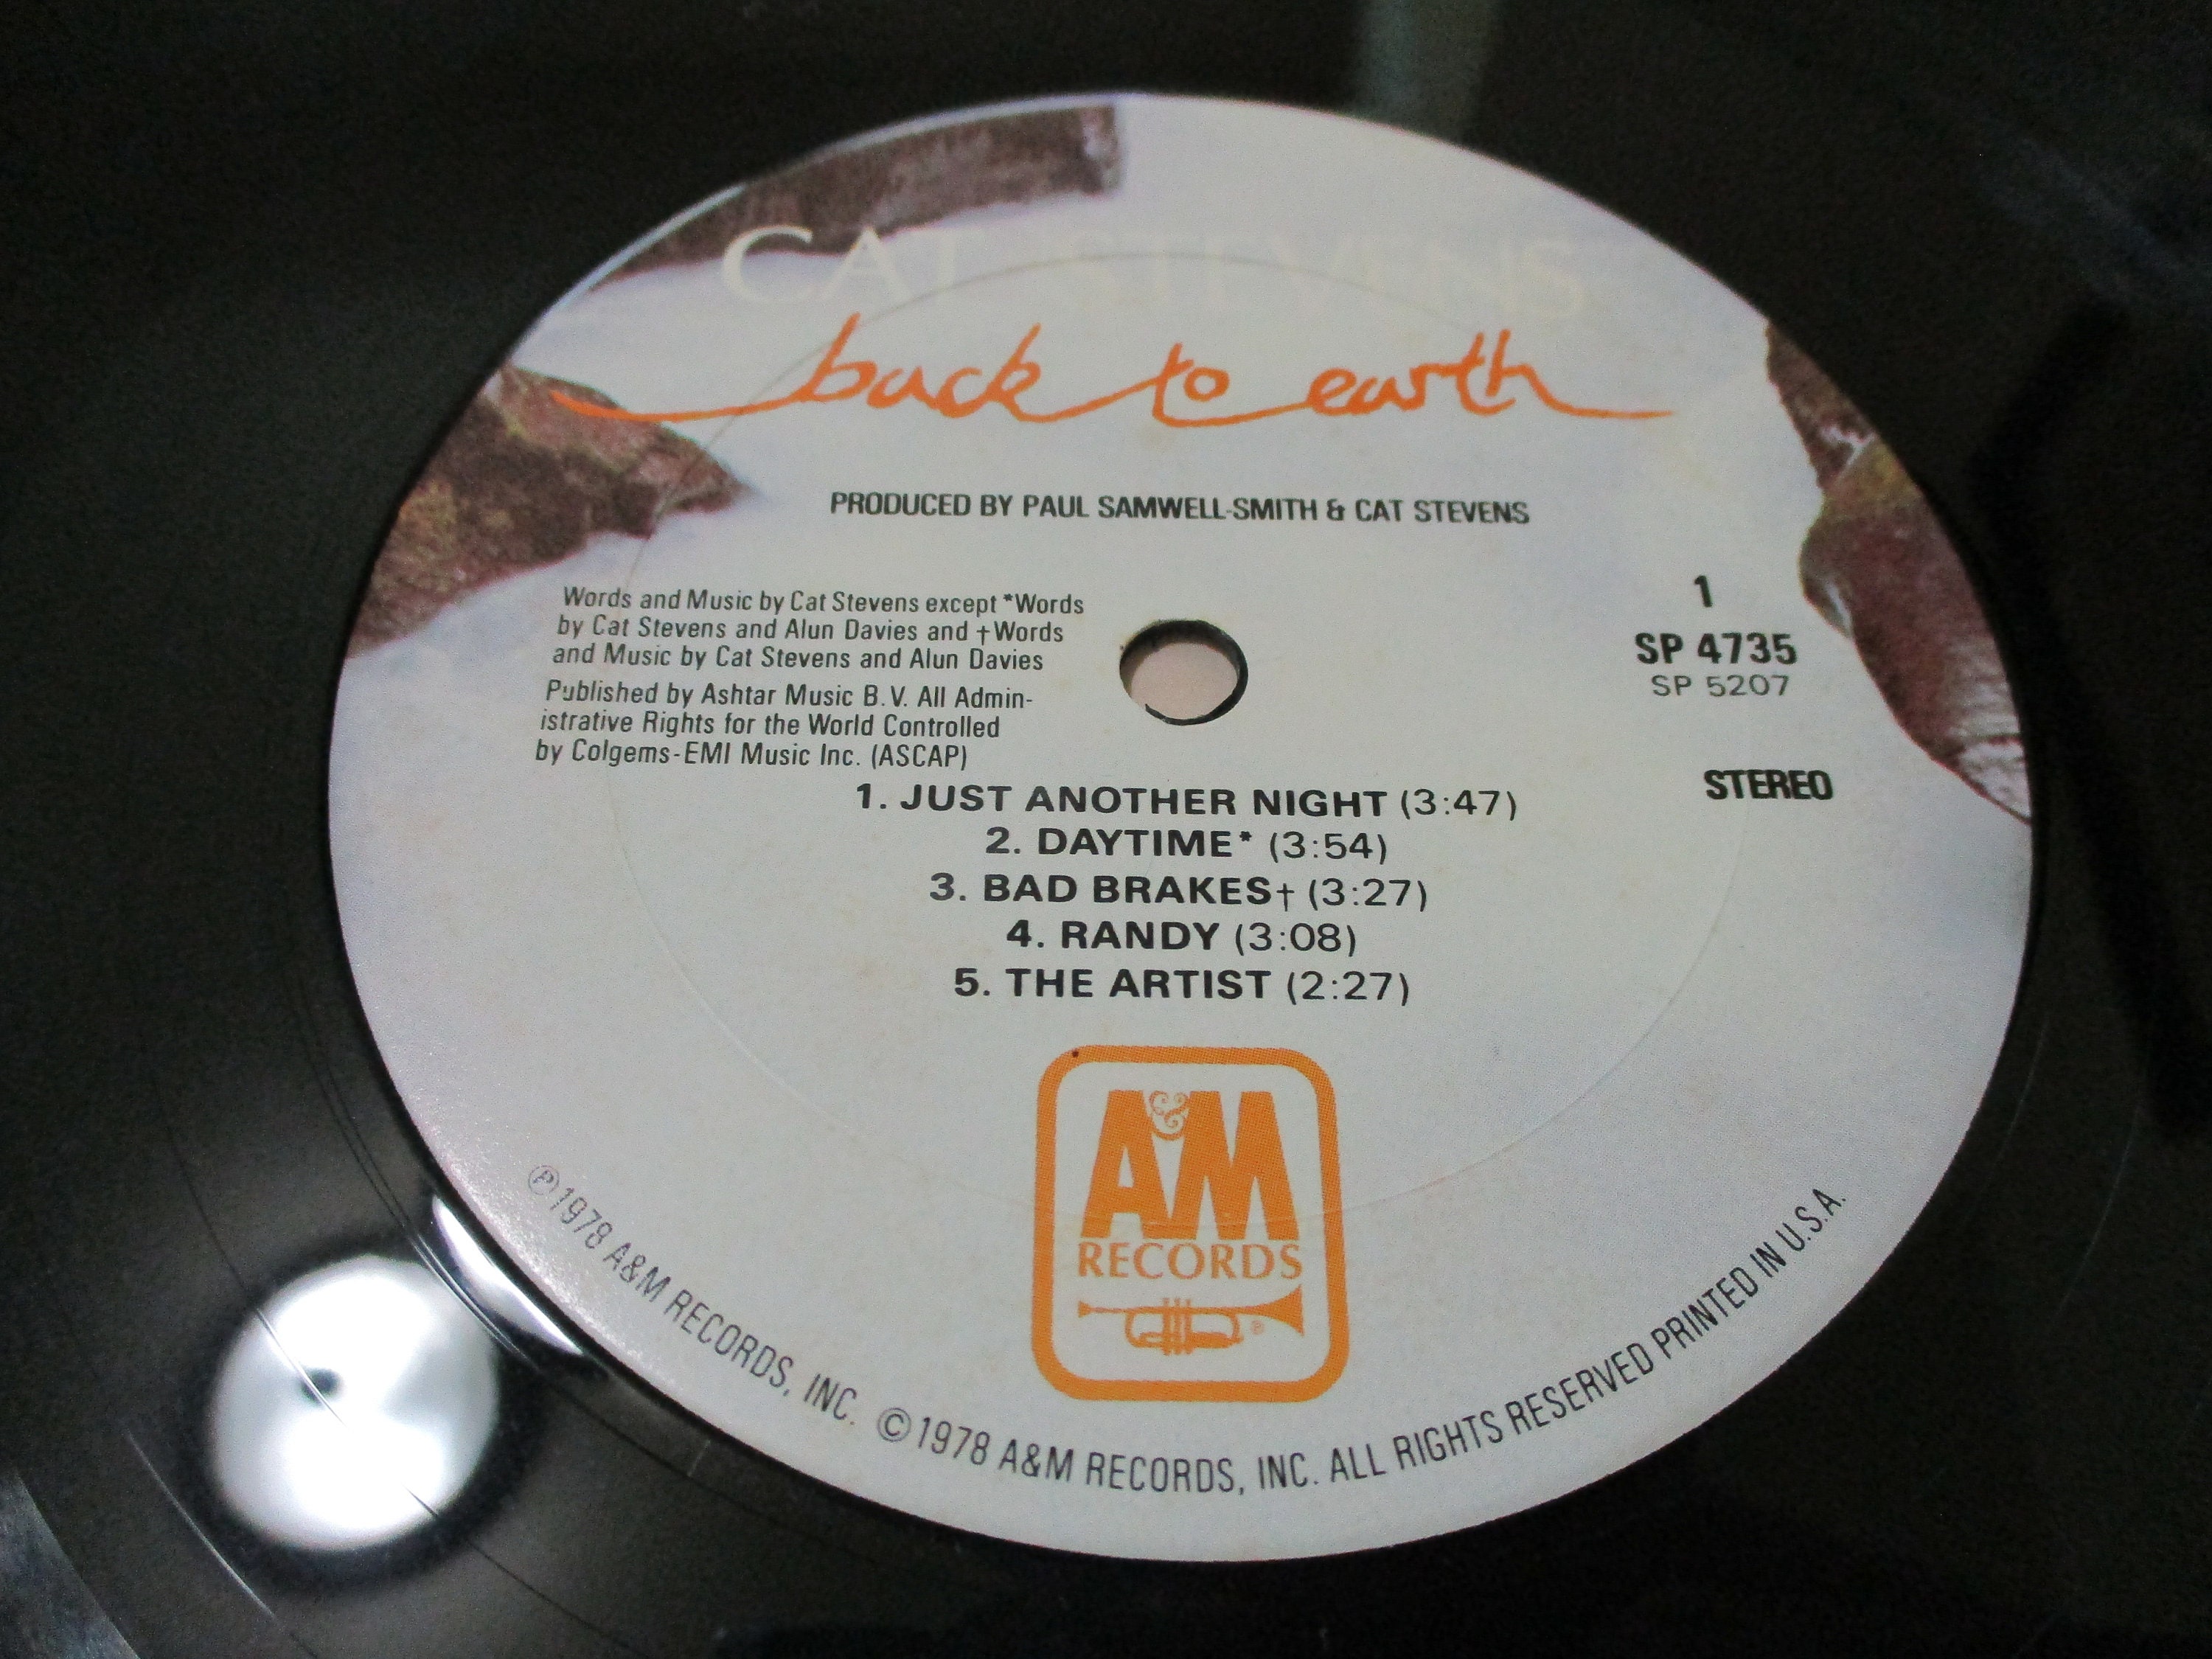 CAT STEVENS
back to earth
PRODUCED BY PAUL SAMWELL-SMITH & CAT STEVENS
Words and Music by Cat Stevens except *Words
by Cat Stevens and Alun Davies and †Words
and Music by Cat Stevens and Alun Davies
Published by Ashtar Music B.V. All Admin-
istrative Rights for the World Controlled
by Colgems-EMI Music Inc. (ASCAP)
1
SP 4735
SP 5207
STEREO
1. JUST ANOTHER NIGHT (3:47)
2. DAYTIME* (3:54)
3. BAD BRAKES† (3:27)
4. RANDY (3:08)
5. THE ARTIST (2:27)
A&M
RECORDS
®
℗1978 A&M RECORDS, INC. ©1978 A&M RECORDS, INC. ALL RIGHTS RESERVED PRINTED IN U.S.A.